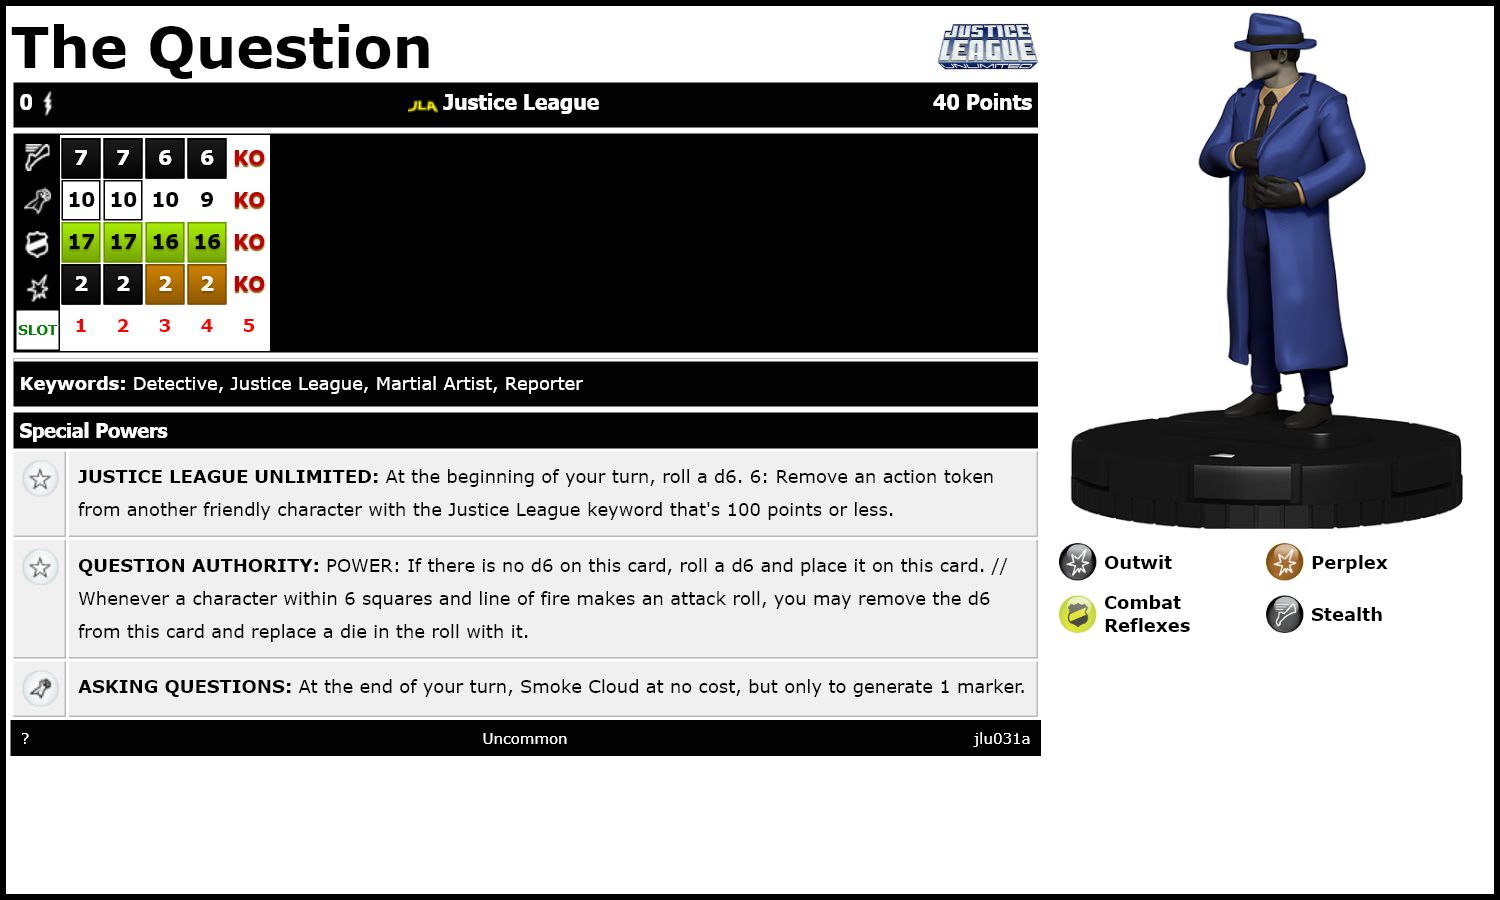 The Question
JUSTICE LEAGUE UNLIMITED
0 JLA Justice League 40 Points
7 7 6 6 KO
10 10 10 9 KO
17 17 16 16 KO
2 2 2 2 KO
SLOT 1 2 3 4 5
Keywords: Detective, Justice League, Martial Artist, Reporter
Special Powers
JUSTICE LEAGUE UNLIMITED: At the beginning of your turn, roll a d6. 6: Remove an action token
from another friendly character with the Justice League keyword that's 100 points or less.
QUESTION AUTHORITY: POWER: If there is no d6 on this card, roll a d6 and place it on this card. //
Whenever a character within 6 squares and line of fire makes an attack roll, you may remove the d6
from this card and replace a die in the roll with it.
ASKING QUESTIONS: At the end of your turn, Smoke Cloud at no cost, but only to generate 1 marker.
? Uncommon jlu031a
Outwit Perplex
Combat
Reflexes
Stealth